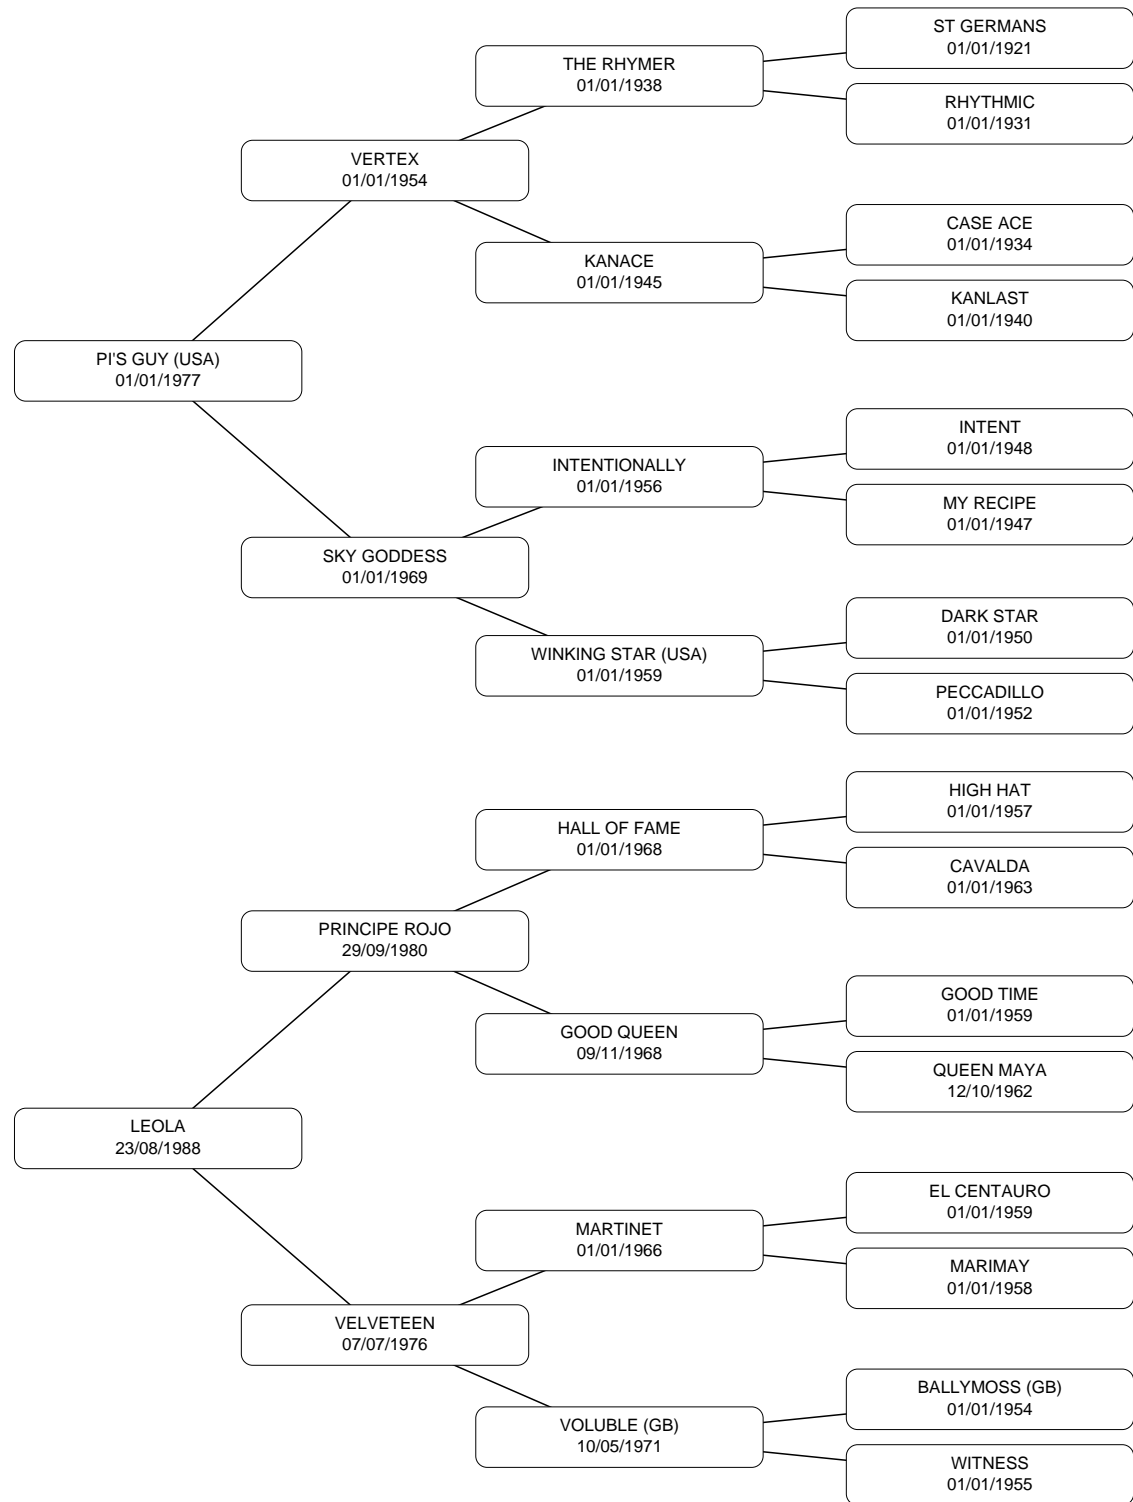 ST GERMANS
01/01/1921
THE RHYMER
01/01/1938
RHYTHMIC
01/01/1931
VERTEX
01/01/1954
CASE ACE
01/01/1934
KANACE
01/01/1945
KANLAST
01/01/1940
PI'S GUY (USA)
01/01/1977
INTENT
01/01/1948
INTENTIONALLY
01/01/1956
MY RECIPE
01/01/1947
SKY GODDESS
01/01/1969
DARK STAR
01/01/1950
WINKING STAR (USA)
01/01/1959
PECCADILLO
01/01/1952
HIGH HAT
01/01/1957
HALL OF FAME
01/01/1968
CAVALDA
01/01/1963
PRINCIPE ROJO
29/09/1980
GOOD TIME
01/01/1959
GOOD QUEEN
09/11/1968
QUEEN MAYA
12/10/1962
LEOLA
23/08/1988
EL CENTAURO
01/01/1959
MARTINET
01/01/1966
MARIMAY
01/01/1958
VELVETEEN
07/07/1976
BALLYMOSS (GB)
01/01/1954
VOLUBLE (GB)
10/05/1971
WITNESS
01/01/1955